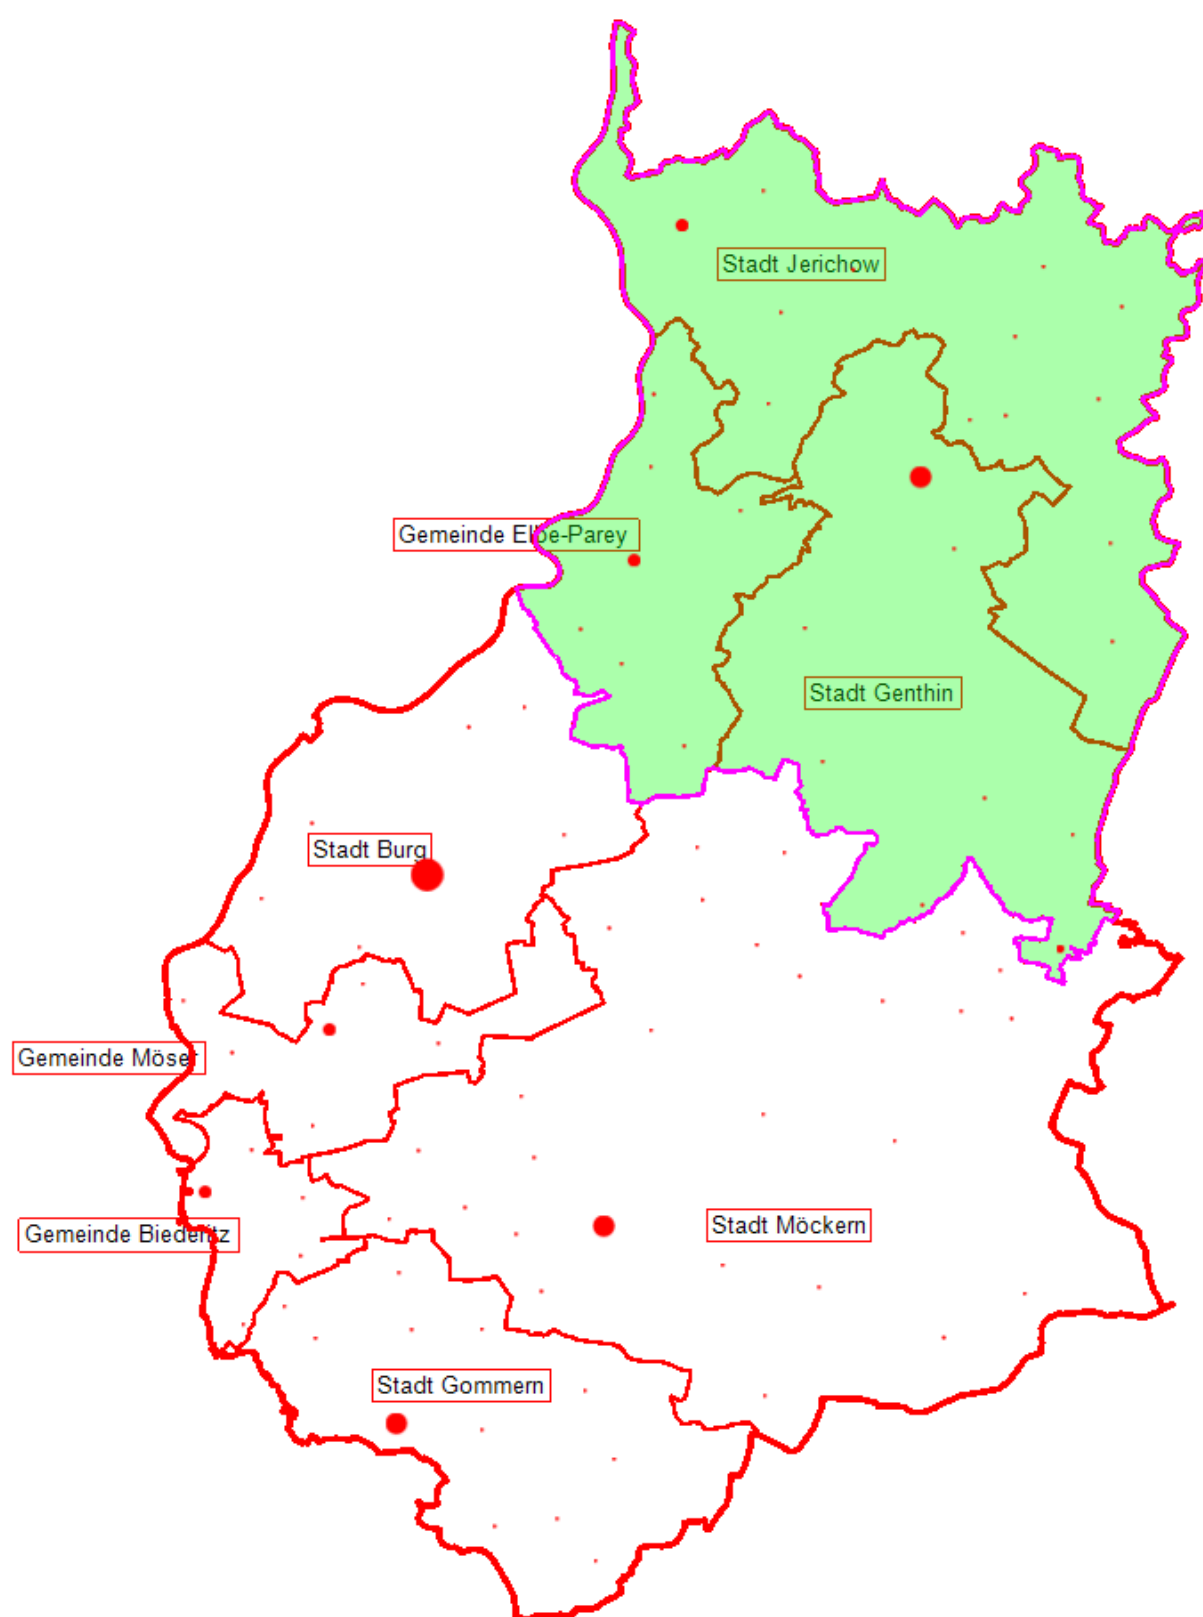 Stadt Jerichow
Gemeinde Elbe-Parey
Stadt Genthin
Stadt Burg
Gemeinde Möser
Stadt Möckern
Gemeinde Biederitz
Stadt Gommern